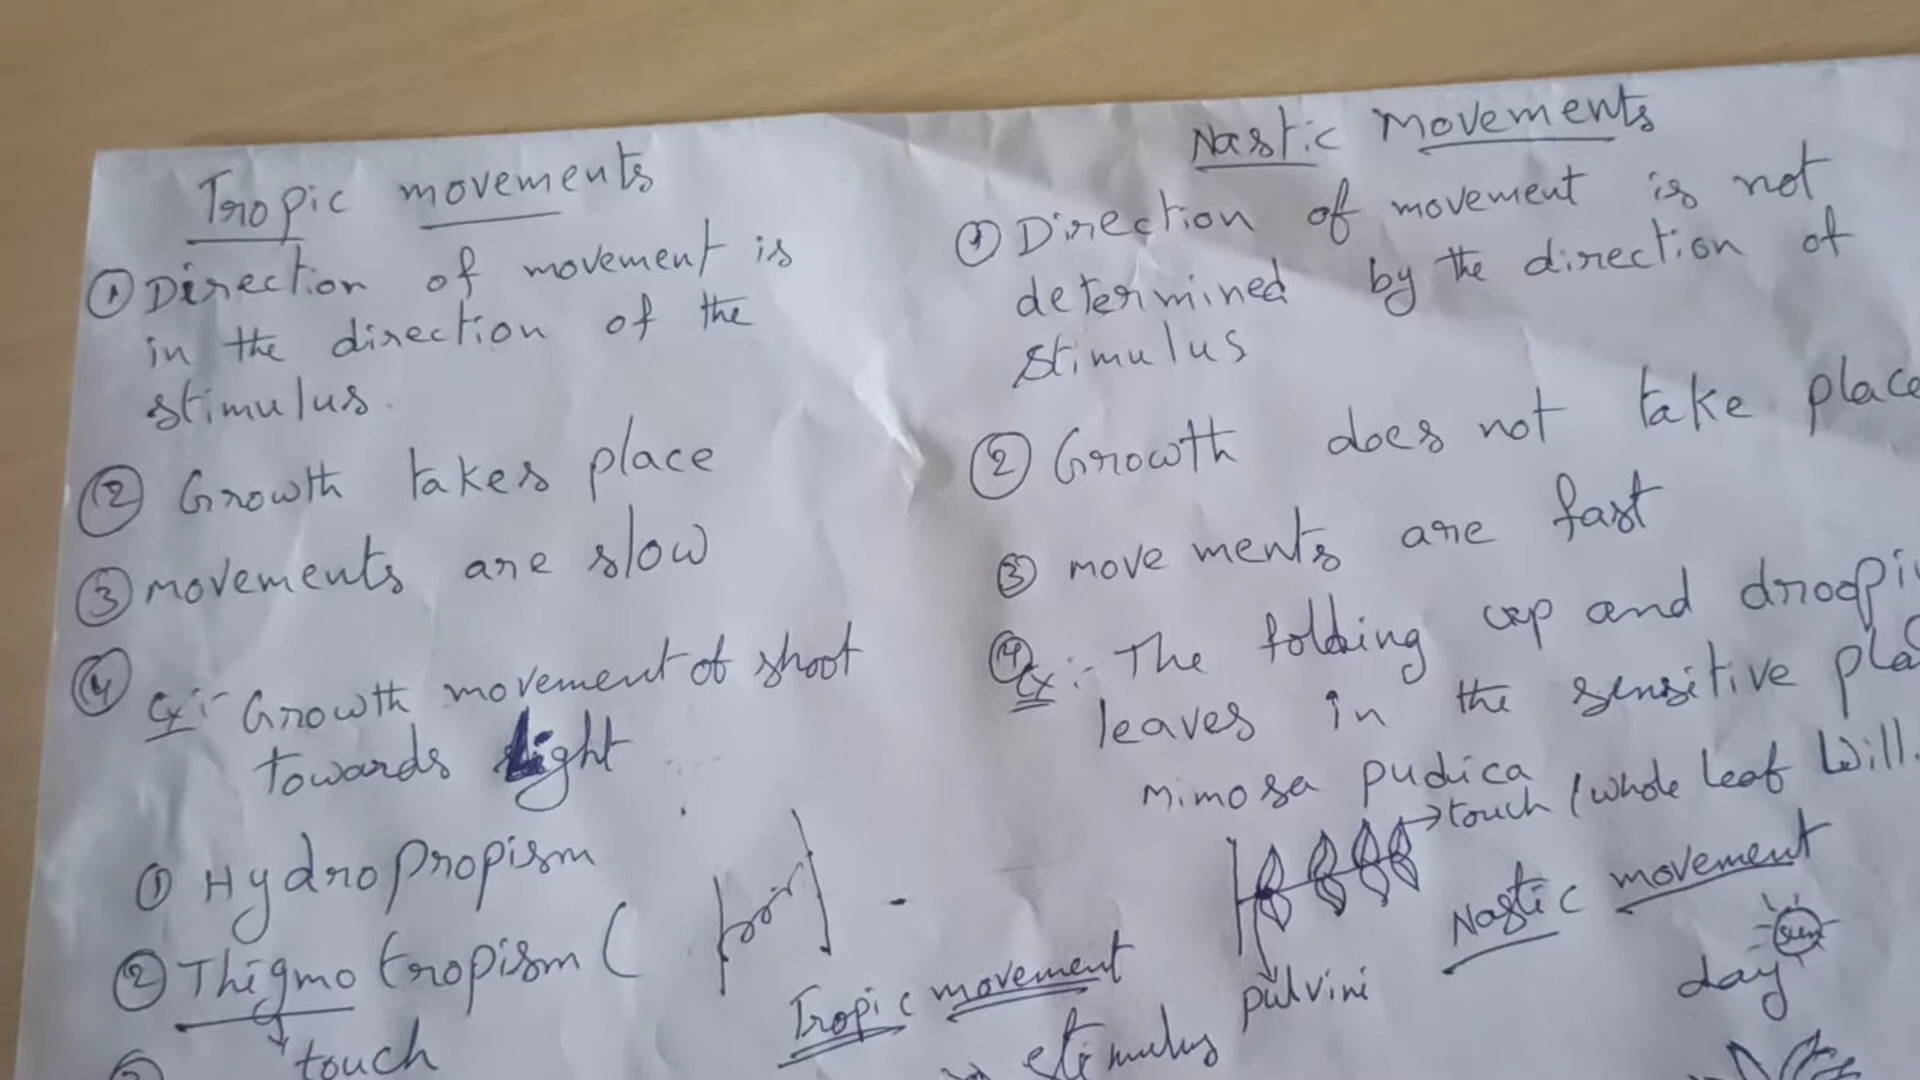 Tropic movements
① Direction of movement is
in the direction of the
stimulus.
② Growth takes place
③ movements are slow
④ Ex:- Growth movement of shoot
towards Light
① Hydropropism
② Thigmotropism (
touch
Nastic Movements
① Direction of movement is not
determined by the direction of
stimulus
② Growth does not take place
③ movements are fast
④ Ex:- The folding up and
leaves in the sensitive
mimosa pudica
touch (whole leaf Will
pulvini
Tropic movement
stimulus
Nastic movement
sun
day